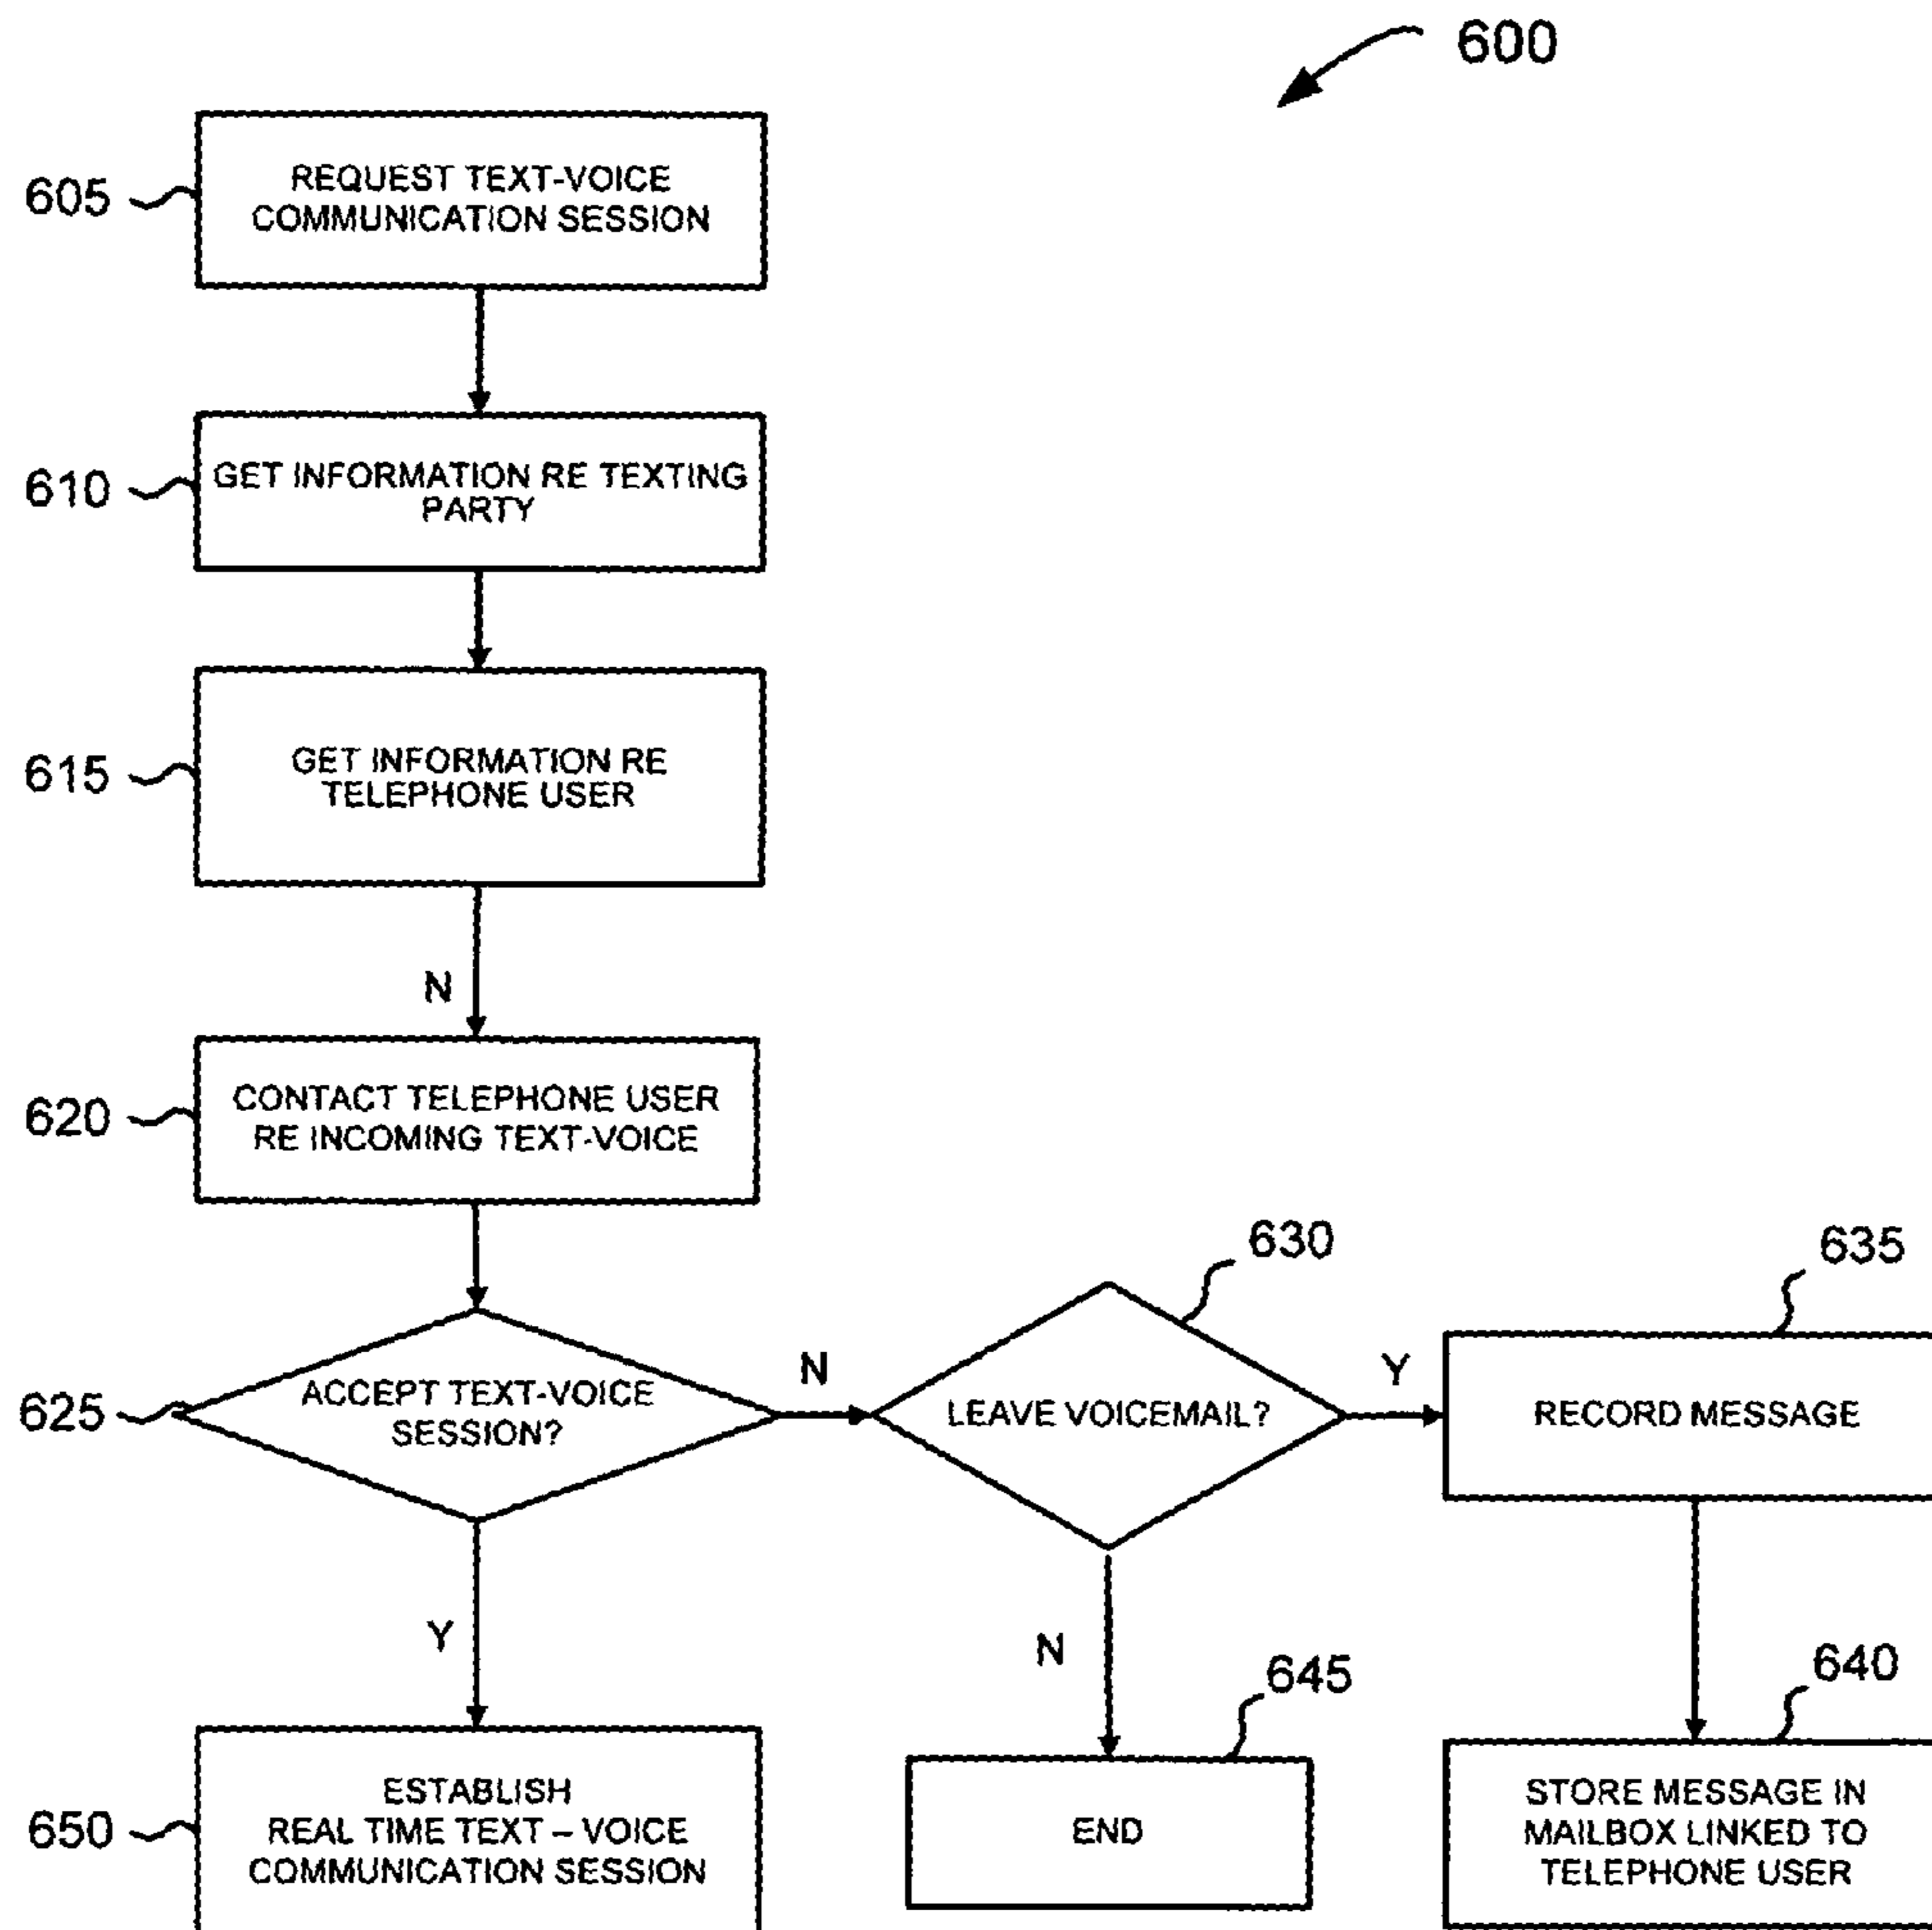 600
605
REQUEST TEXT-VOICE
COMMUNICATION SESSION
610
GET INFORMATION RE TEXTING
PARTY
615
GET INFORMATION RE
TELEPHONE USER
N
620
CONTACT TELEPHONE USER
RE INCOMING TEXT-VOICE
625
ACCEPT TEXT-VOICE
SESSION?
N
630
LEAVE VOICEMAIL?
Y
635
RECORD MESSAGE
Y
650
ESTABLISH
REAL TIME TEXT – VOICE
COMMUNICATION SESSION
N
645
END
640
STORE MESSAGE IN
MAILBOX LINKED TO
TELEPHONE USER